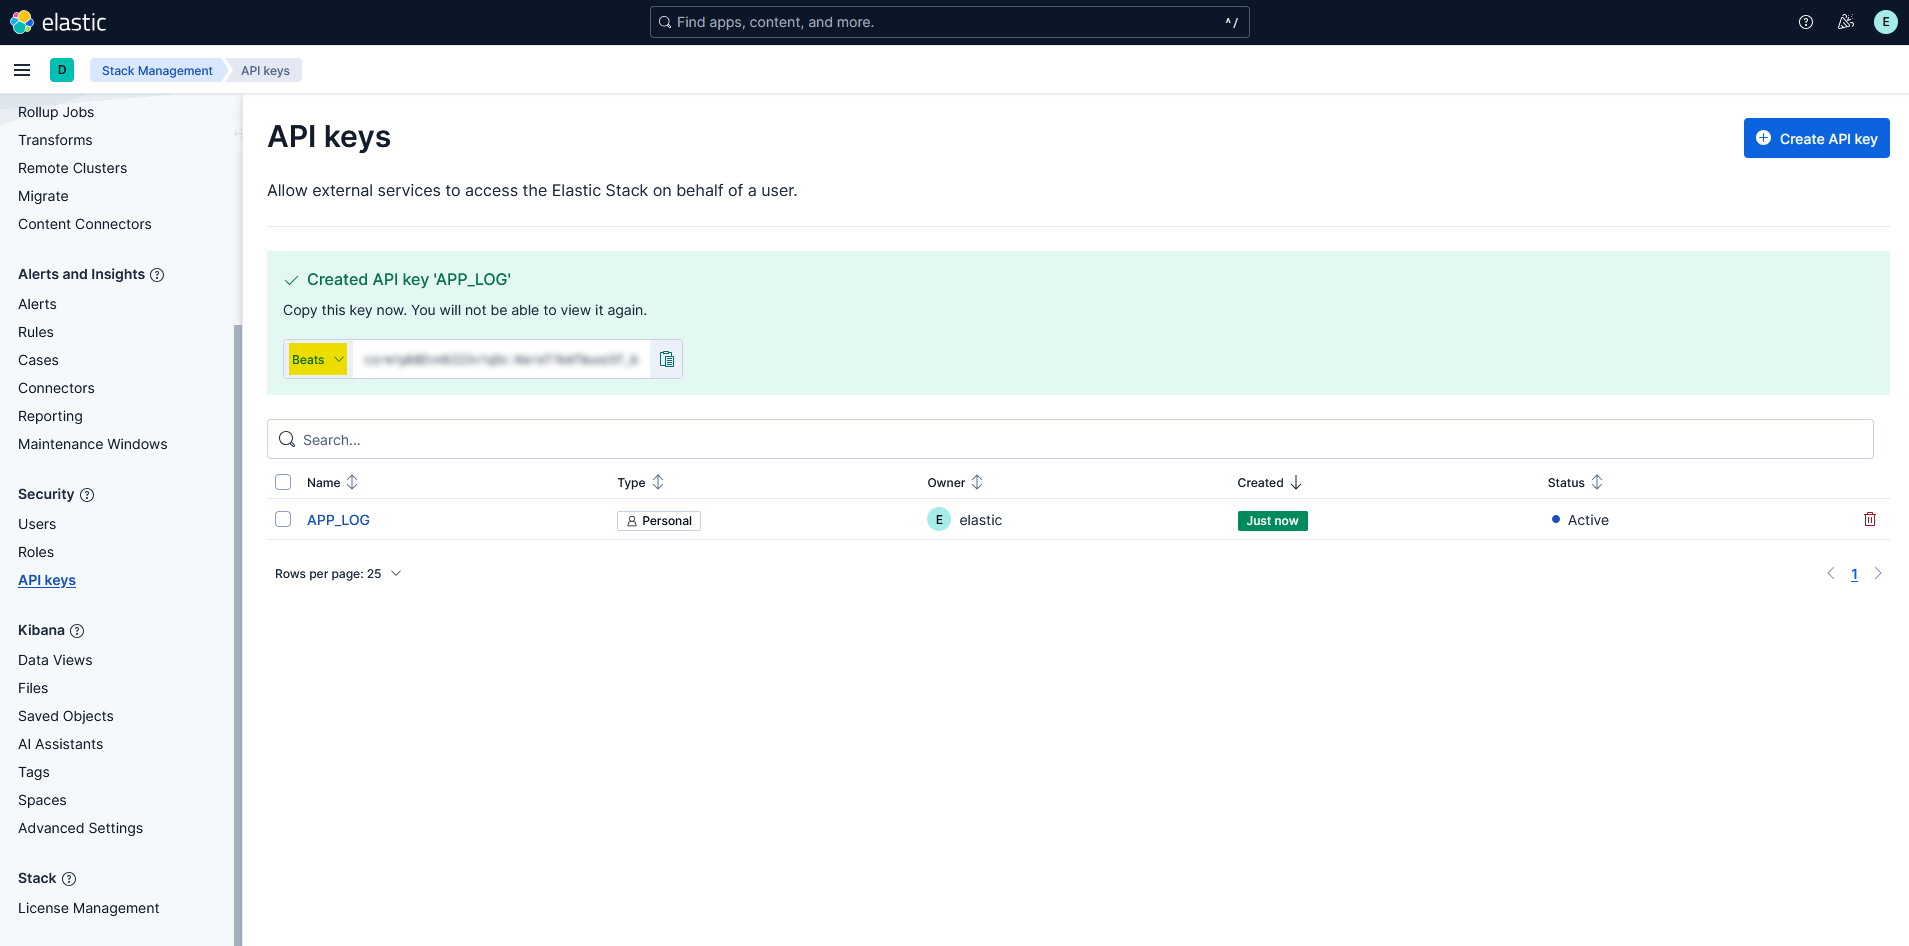 elastic
Find apps, content, and more.
^ /
E
D
Stack Management
API keys
Rollup Jobs
Transforms
Remote Clusters
Migrate
Content Connectors
Alerts and Insights
Alerts
Rules
Cases
Connectors
Reporting
Maintenance Windows
Security
Users
Roles
API keys
Kibana
Data Views
Files
Saved Objects
AI Assistants
Tags
Spaces
Advanced Settings
Stack
License Management
API keys
Create API key
Allow external services to access the Elastic Stack on behalf of a user.
Created API key 'APP_LOG'
Copy this key now. You will not be able to view it again.
Beats
Search...
Name Type Owner Created Status
APP_LOG Personal E elastic Just now Active
Rows per page: 25
1